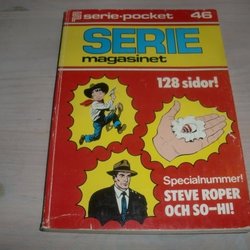 serie-pocket 46
SERIE
magasinet
128 sidor!
Specialnummer!
STEVE ROPER
OCH SO-HI!